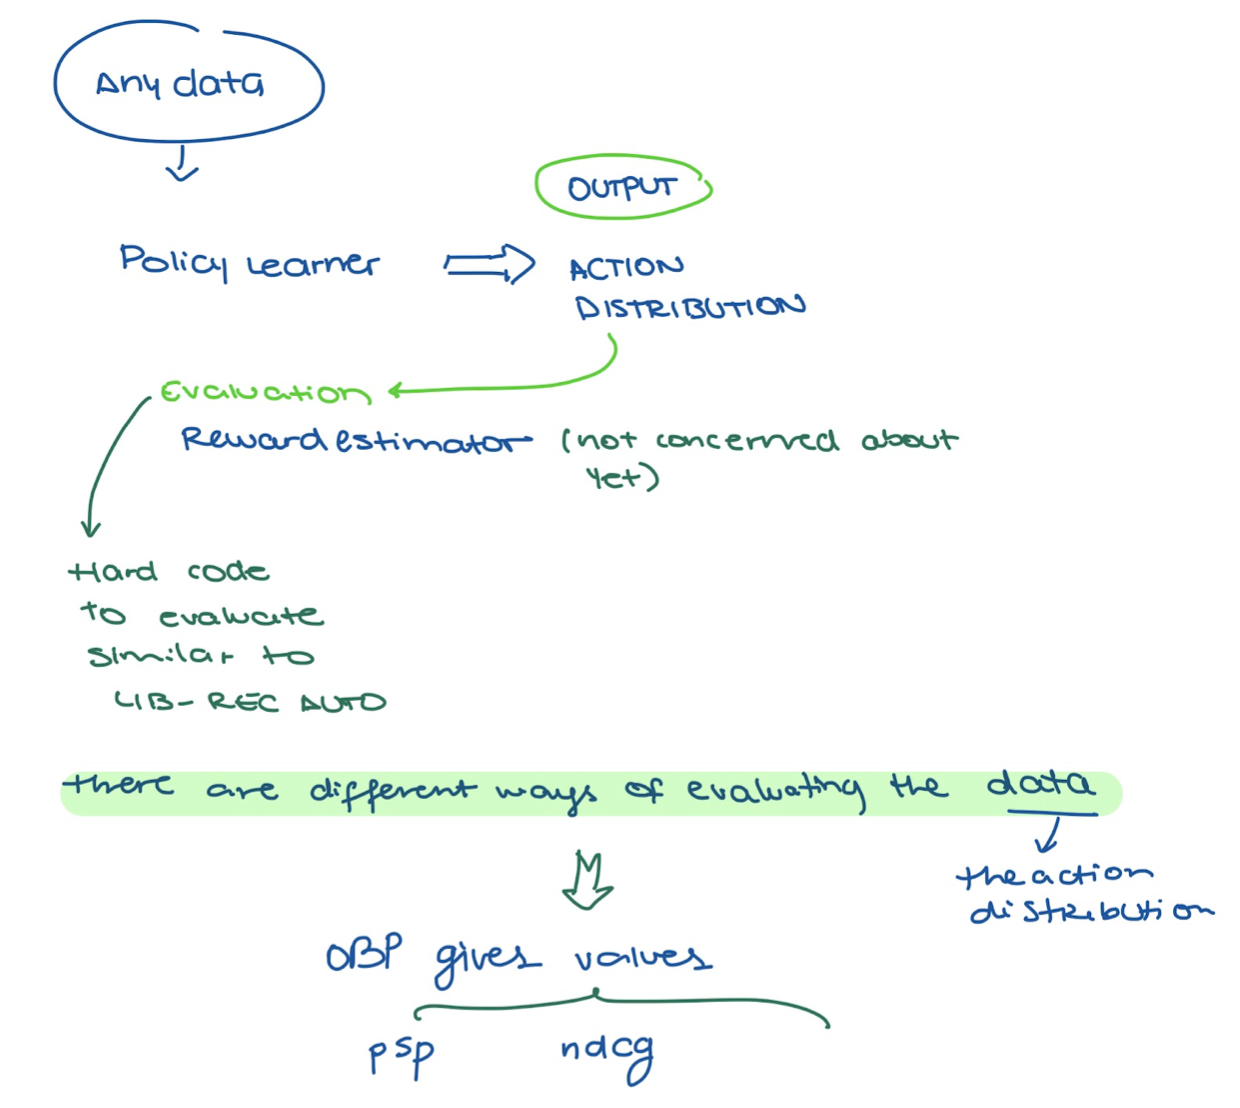 Any data
OUTPUT
Policy Learner
ACTION
DISTRIBUTION
Evaluation
Reward estimator (not concerned about
yet)
Hard code
to evaluate
similar to
LIB-REC AUTO
there are different ways of evaluating the data
the action
distribution
OBP gives values
psp ndcg